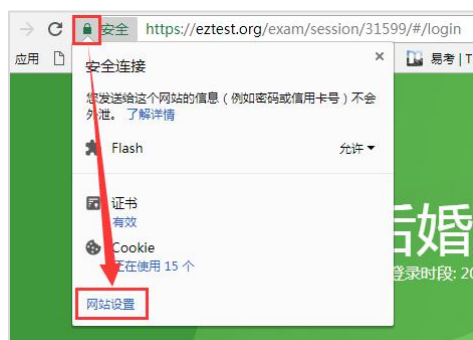 安全 https://eztest.org/exam/session/31599/#/login
应用
易考 | T
安全连接
您发送给这个网站的信息（例如密码或信用卡号）不会
外泄。 了解详情
Flash 允许
证书
有效
Cookie
正在使用 15 个
网站设置
后婚
登录时段: 20